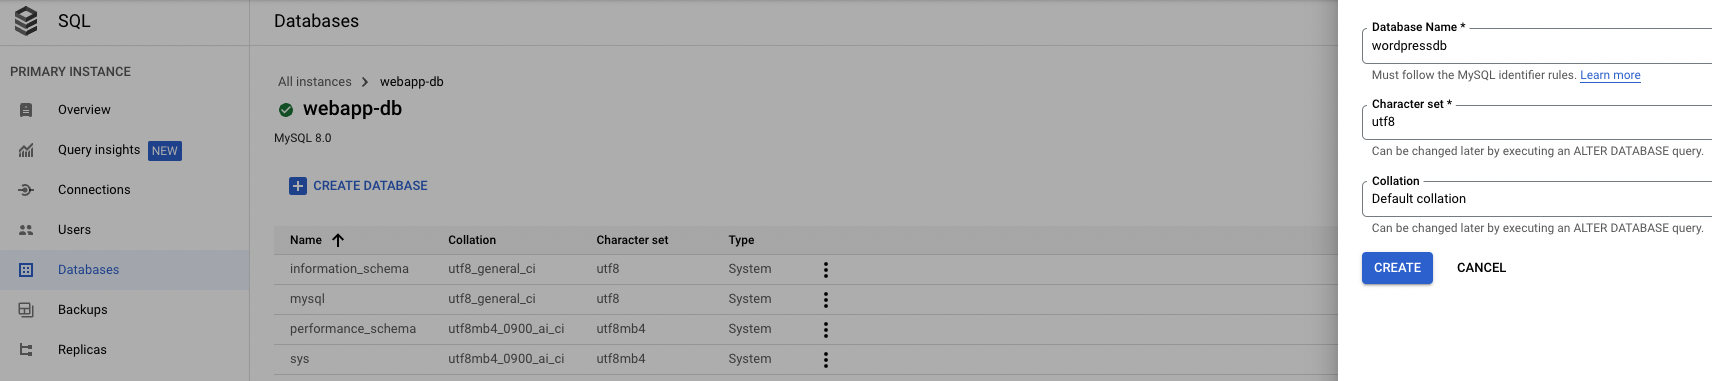 SQL
Databases
PRIMARY INSTANCE
Overview
Query insights NEW
Connections
Users
Databases
Backups
Replicas
All instances webapp-db
webapp-db
MySQL 8.0
CREATE DATABASE
Name Collation Character set Type
information_schema utf8_general_ci utf8 System
mysql utf8_general_ci utf8 System
performance_schema utf8mb4_0900_ai_ci utf8mb4 System
sys utf8mb4_0900_ai_ci utf8mb4 System
Database Name *
wordpressdb
Must follow the MySQL identifier rules. Learn more
Character set *
utf8
Can be changed later by executing an ALTER DATABASE query.
Collation
Default collation
Can be changed later by executing an ALTER DATABASE query.
CREATE CANCEL